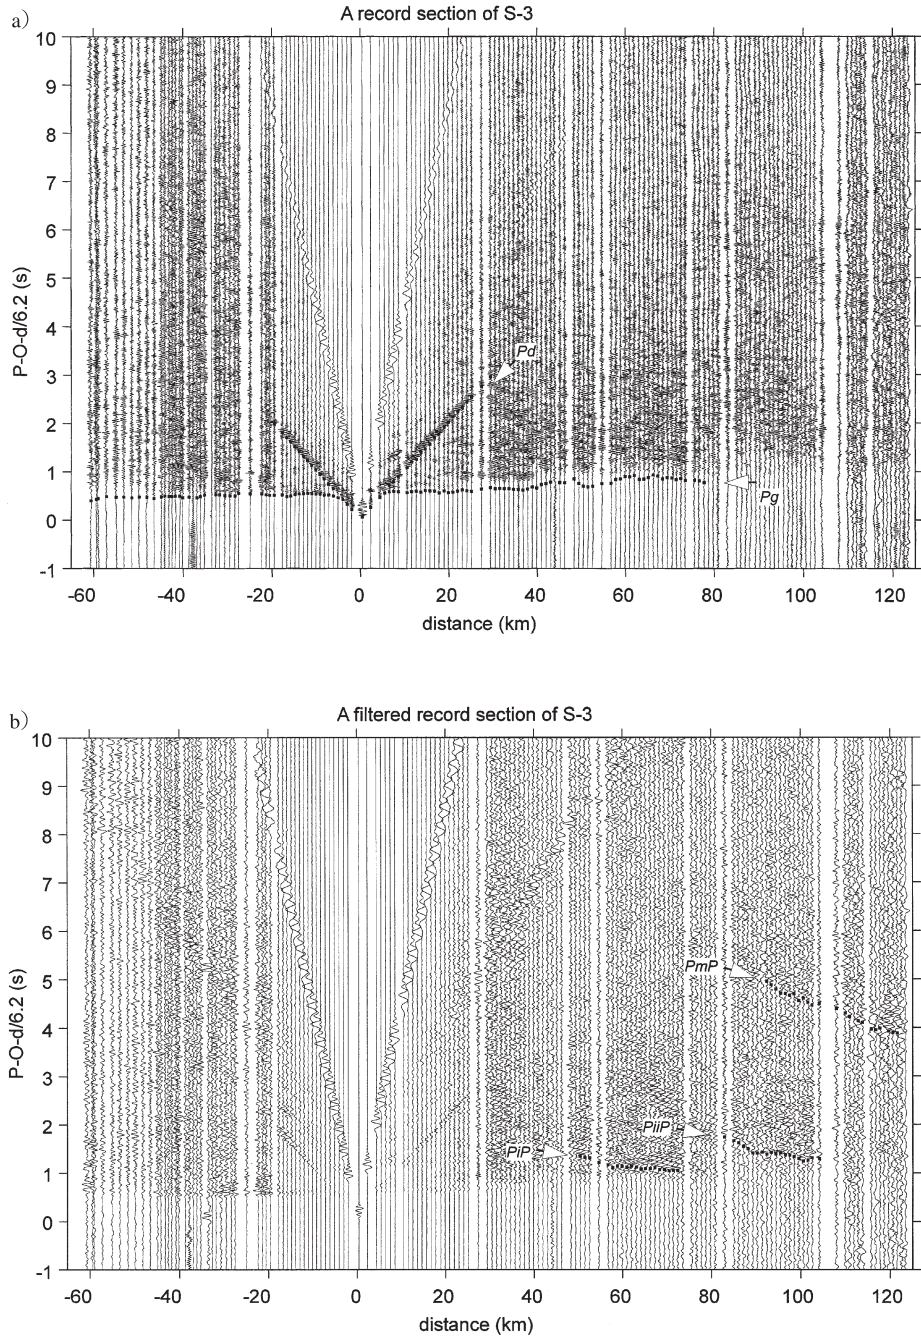 a)
A record section of S-3
10
9
8
7
6
5
4
3
2
1
0
-1
P-O-d/6.2 (s)
Pd
Pg
-60 -40 -20 0 20 40 60 80 100 120
distance (km)
b)
A filtered record section of S-3
10
9
8
7
6
5
4
3
2
1
0
-1
P-O-d/6.2 (s)
PmP
PiiP
PiP
-60 -40 -20 0 20 40 60 80 100 120
distance (km)